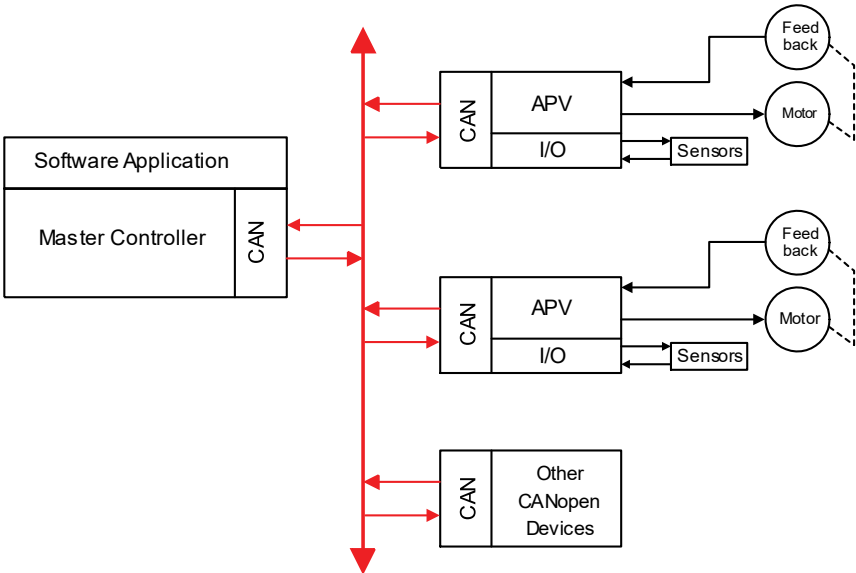 Software Application
Master Controller
CAN
CAN
APV
I/O
Sensors
Feed
back
Motor
CAN
APV
I/O
Sensors
Feed
back
Motor
CAN
Other
CANopen
Devices